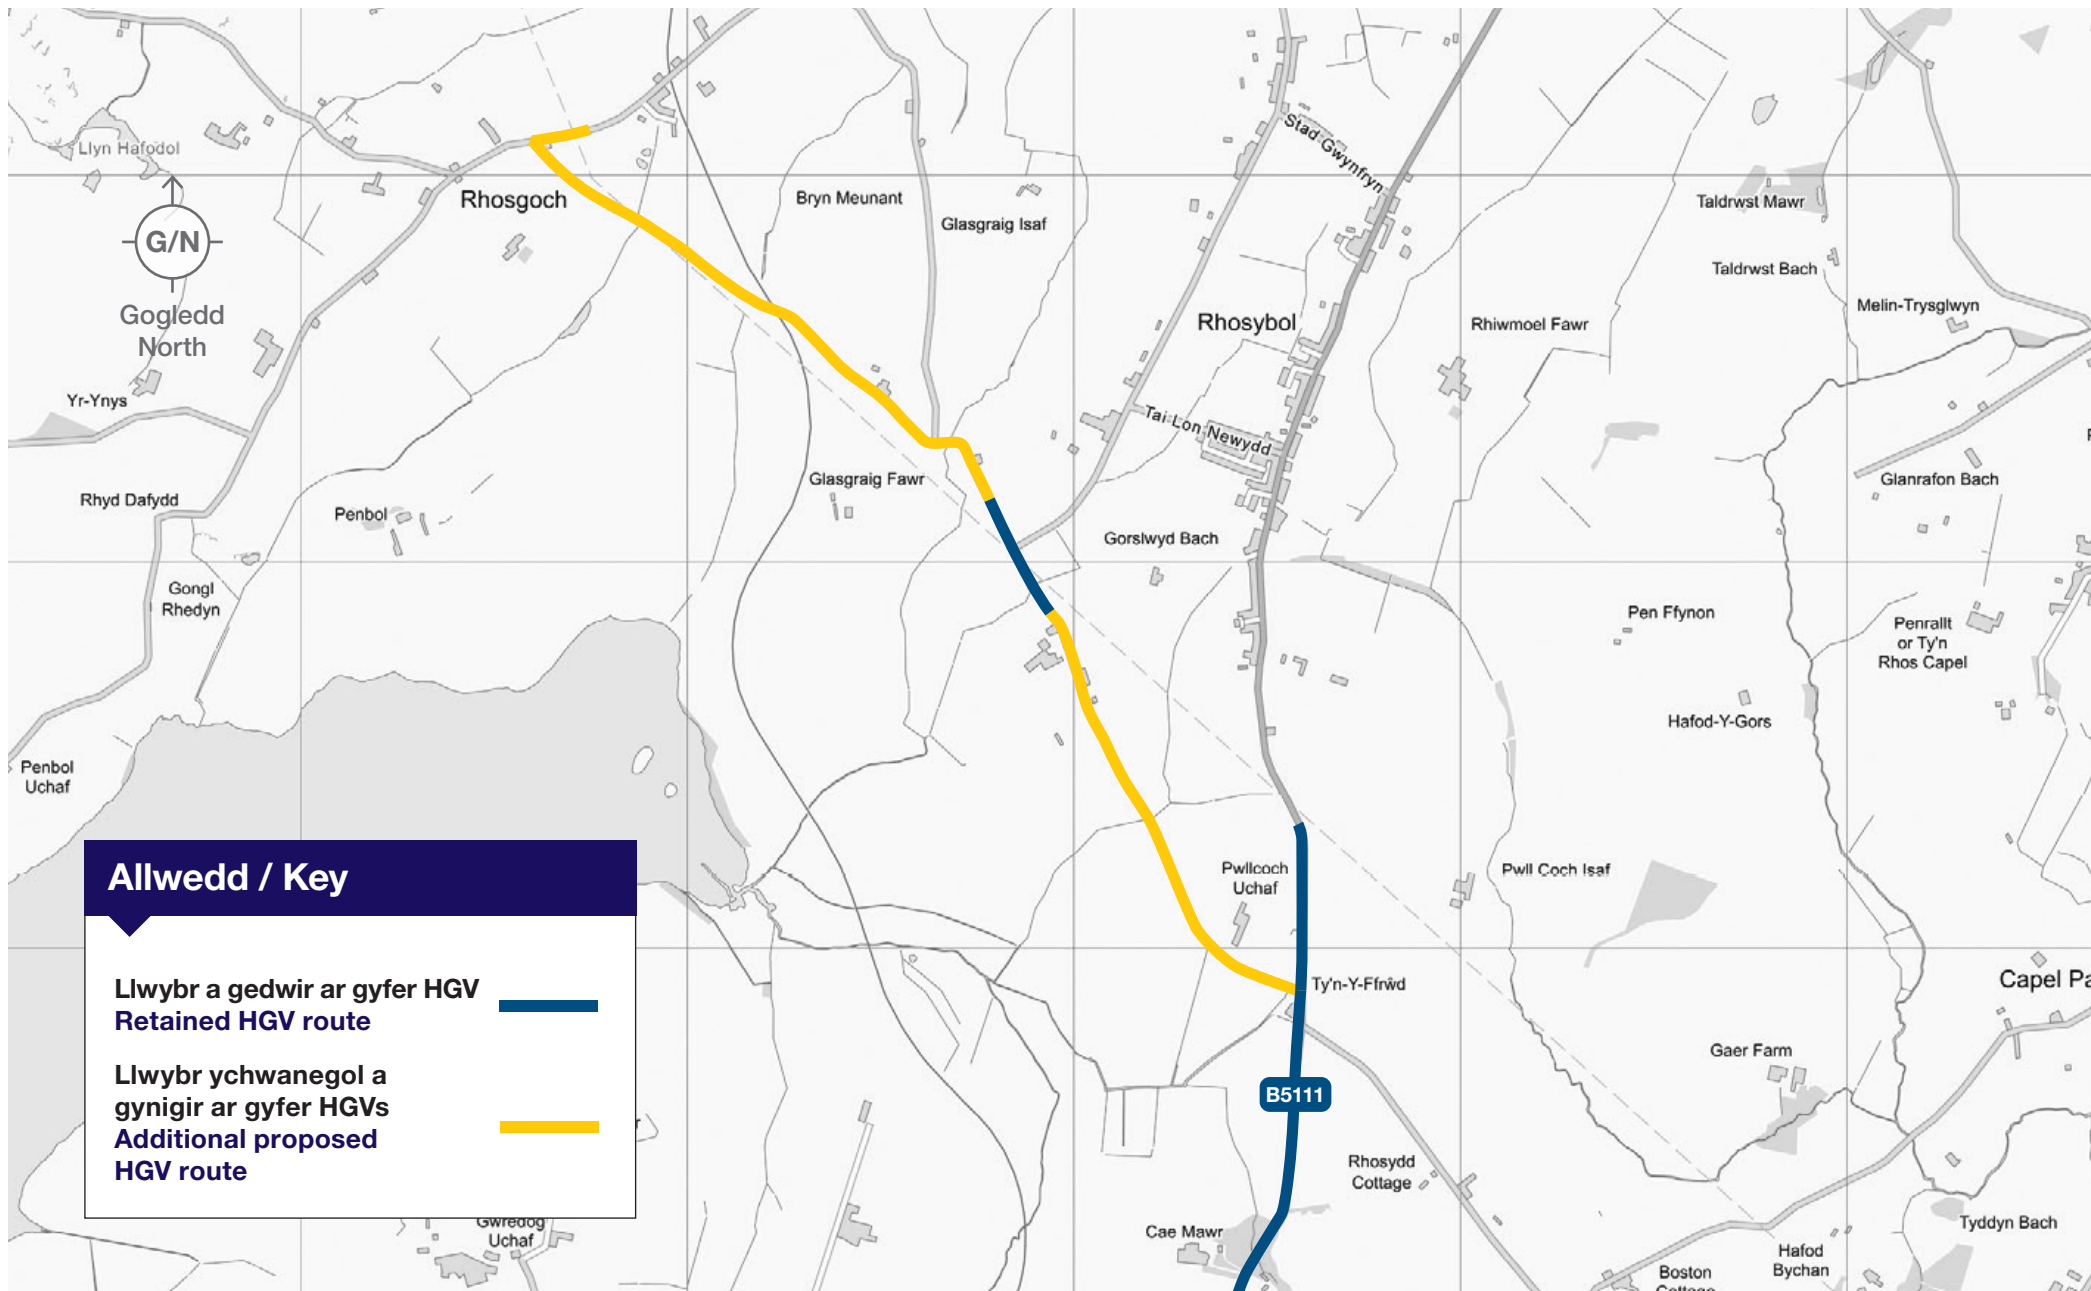 Stad Gwynfryn
Llyn Hafodol
Rhosgoch
Bryn Meunant
Glasgraig Isaf
Taldrwst Mawr
G/N
Gogledd
North
Taldrwst Bach
Melin-Trysglwyn
Rhosybol
Rhiwmoel Fawr
Yr-Ynys
Tai Lon Newydd
Glasgraig Fawr
Glanrafon Bach
Rhyd Dafydd
Penbol
Gorslwyd Bach
Gongl
Rhedyn
Pen Ffynon
Penrallt
or Ty'n
Rhos Capel
Hafod-Y-Gors
Penbol
Uchaf
Pwllcoch
Uchaf
Pwll Coch Isaf
Ty'n-Y-Ffrŵd
Capel Pa
Gaer Farm
B5111
Rhosydd
Cottage
Cae Mawr
Tyddyn Bach
Hafod
Bychan
Boston
Cottage
Gwredog
Uchaf
Allwedd / Key
Llwybr a gedwir ar gyfer HGV
Retained HGV route
Llwybr ychwanegol a
gynigir ar gyfer HGVs
Additional proposed
HGV route